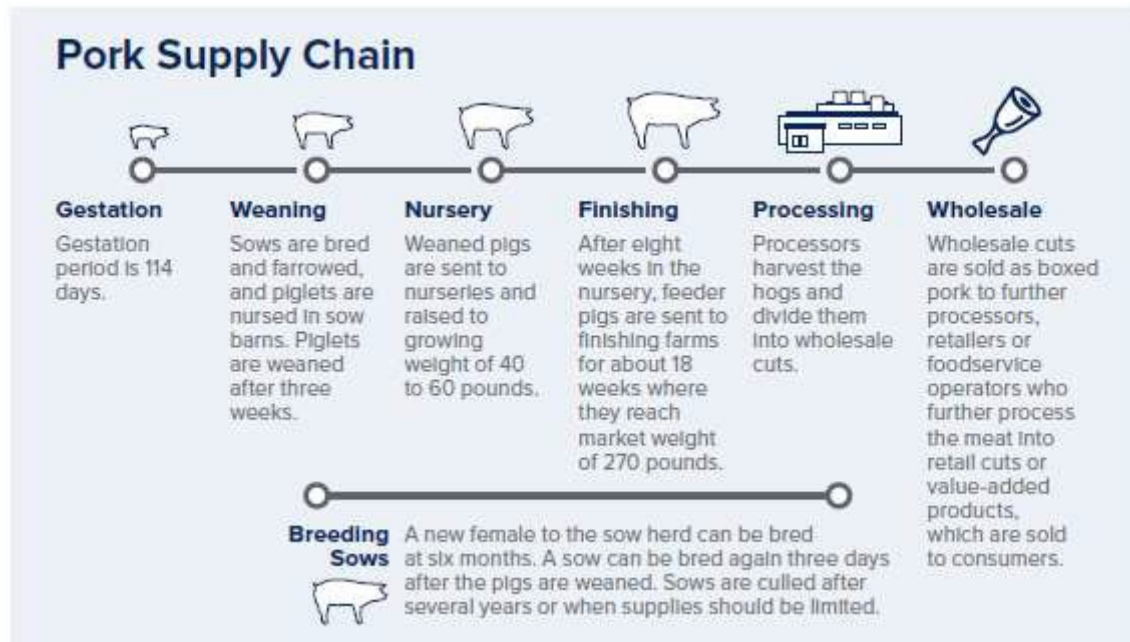 Pork Supply Chain
Gestation
Gestation
period is 114
days.
Weaning
Sows are bred
and farrowed,
and piglets are
nursed in sow
barns. Piglets
are weaned
after three
weeks.
Nursery
Weaned pigs
are sent to
nurseries and
raised to
growing
weight of 40
to 60 pounds.
Finishing
After eight
weeks in the
nursery, feeder
pigs are sent to
finishing farms
for about 18
weeks where
they reach
market weight
of 270 pounds.
Processing
Processors
harvest the
hogs and
divide them
into wholesale
cuts.
Wholesale
Wholesale cuts
are sold as boxed
pork to further
processors,
retailers or
foodservice
operators who
further process
the meat into
retail cuts or
value-added
products,
which are sold
to consumers.
Breeding
Sows
A new female to the sow herd can be bred
at six months. A sow can be bred again three days
after the pigs are weaned. Sows are culled after
several years or when supplies should be limited.